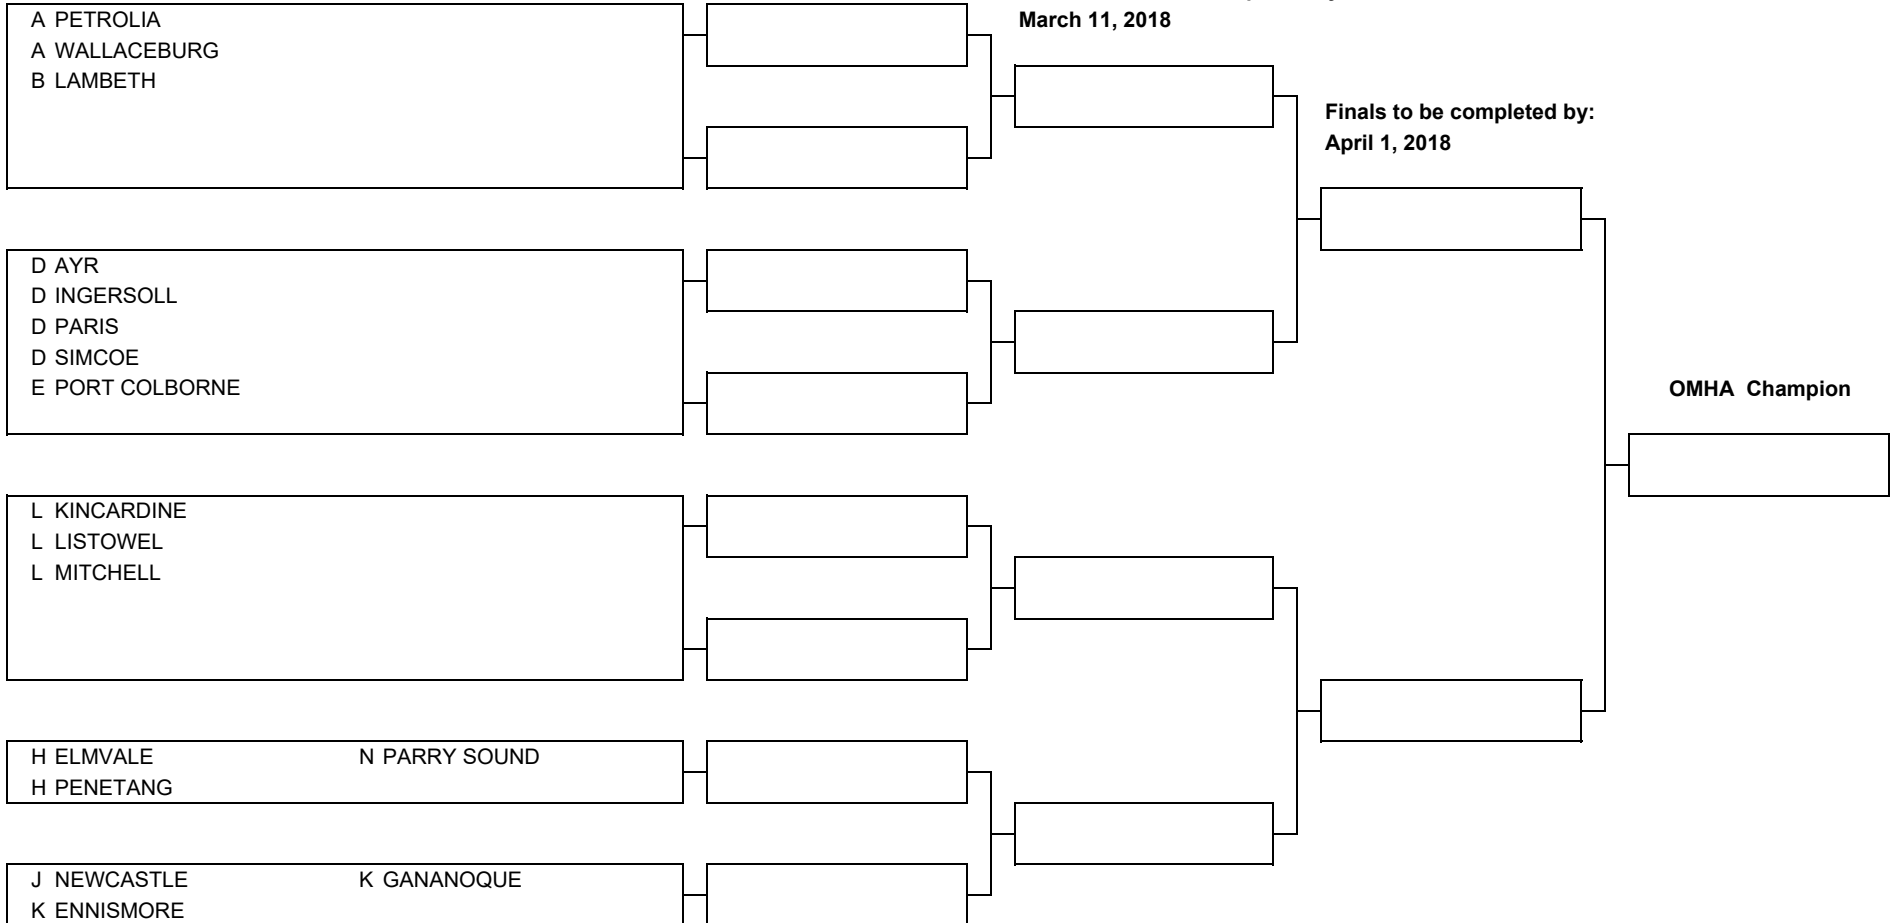 March 11, 2018
A PETROLIA
A WALLACEBURG
B LAMBETH
Finals to be completed by:
April 1, 2018
D AYR
D INGERSOLL
D PARIS
D SIMCOE
E PORT COLBORNE
OMHA Champion
L KINCARDINE
L LISTOWEL
L MITCHELL
H ELMVALE N PARRY SOUND
H PENETANG
J NEWCASTLE K GANANOQUE
K ENNISMORE